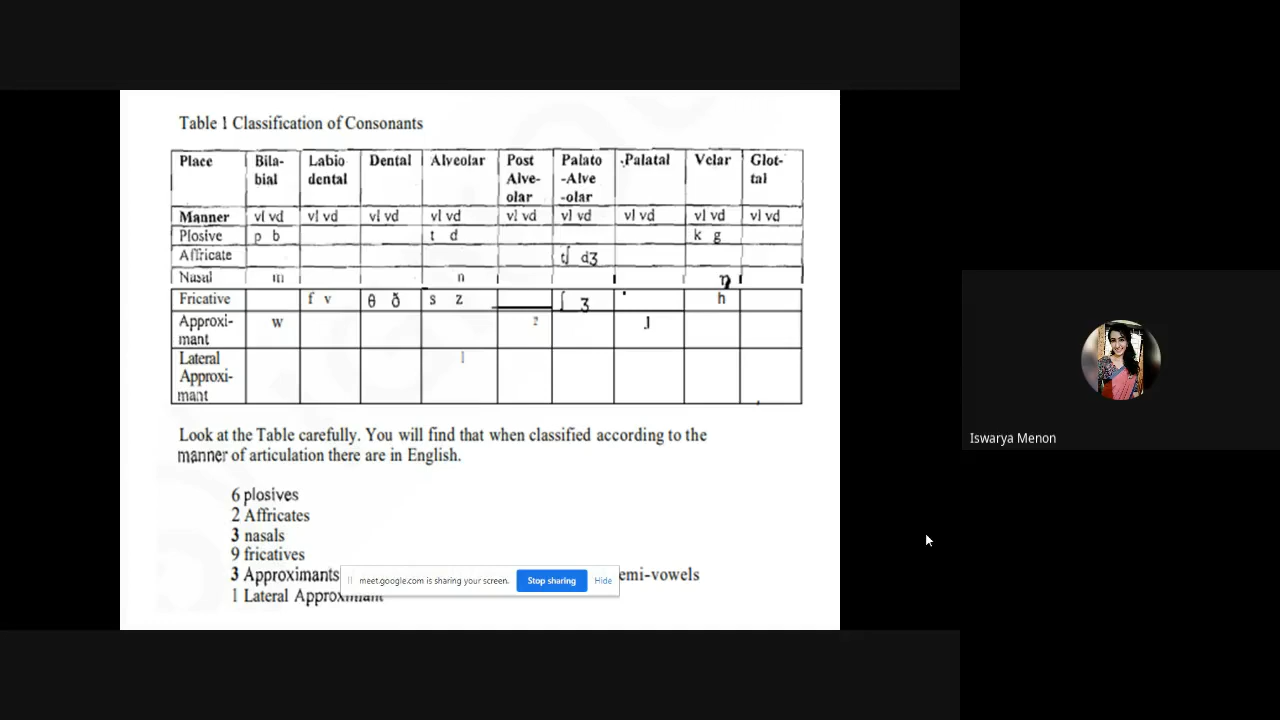 Table 1 Classification of Consonants
Place Bila- Labio Dental Alveolar Post Palato Palatal Velar Glot-
bial dental Alve- -Alve tal
olar -olar
Manner vl vd vl vd vl vd vl vd vl vd vl vd vl vd vl vd vl vd
Plosive p b t d k g
Affricate tʃ dʒ
Nasal m n ŋ
Fricative f v θ ð s z ʃ ʒ h
Approxi- w J
mant
Lateral l
Approxi-
mant
Look at the Table carefully. You will find that when classified according to the
manner of articulation there are in English.
6 plosives
2 Affricates
3 nasals
9 fricatives
3 Approximants emi-vowels
meet.google.com is sharing your screen. Stop sharing Hide
1 Lateral Approximant
Iswarya Menon